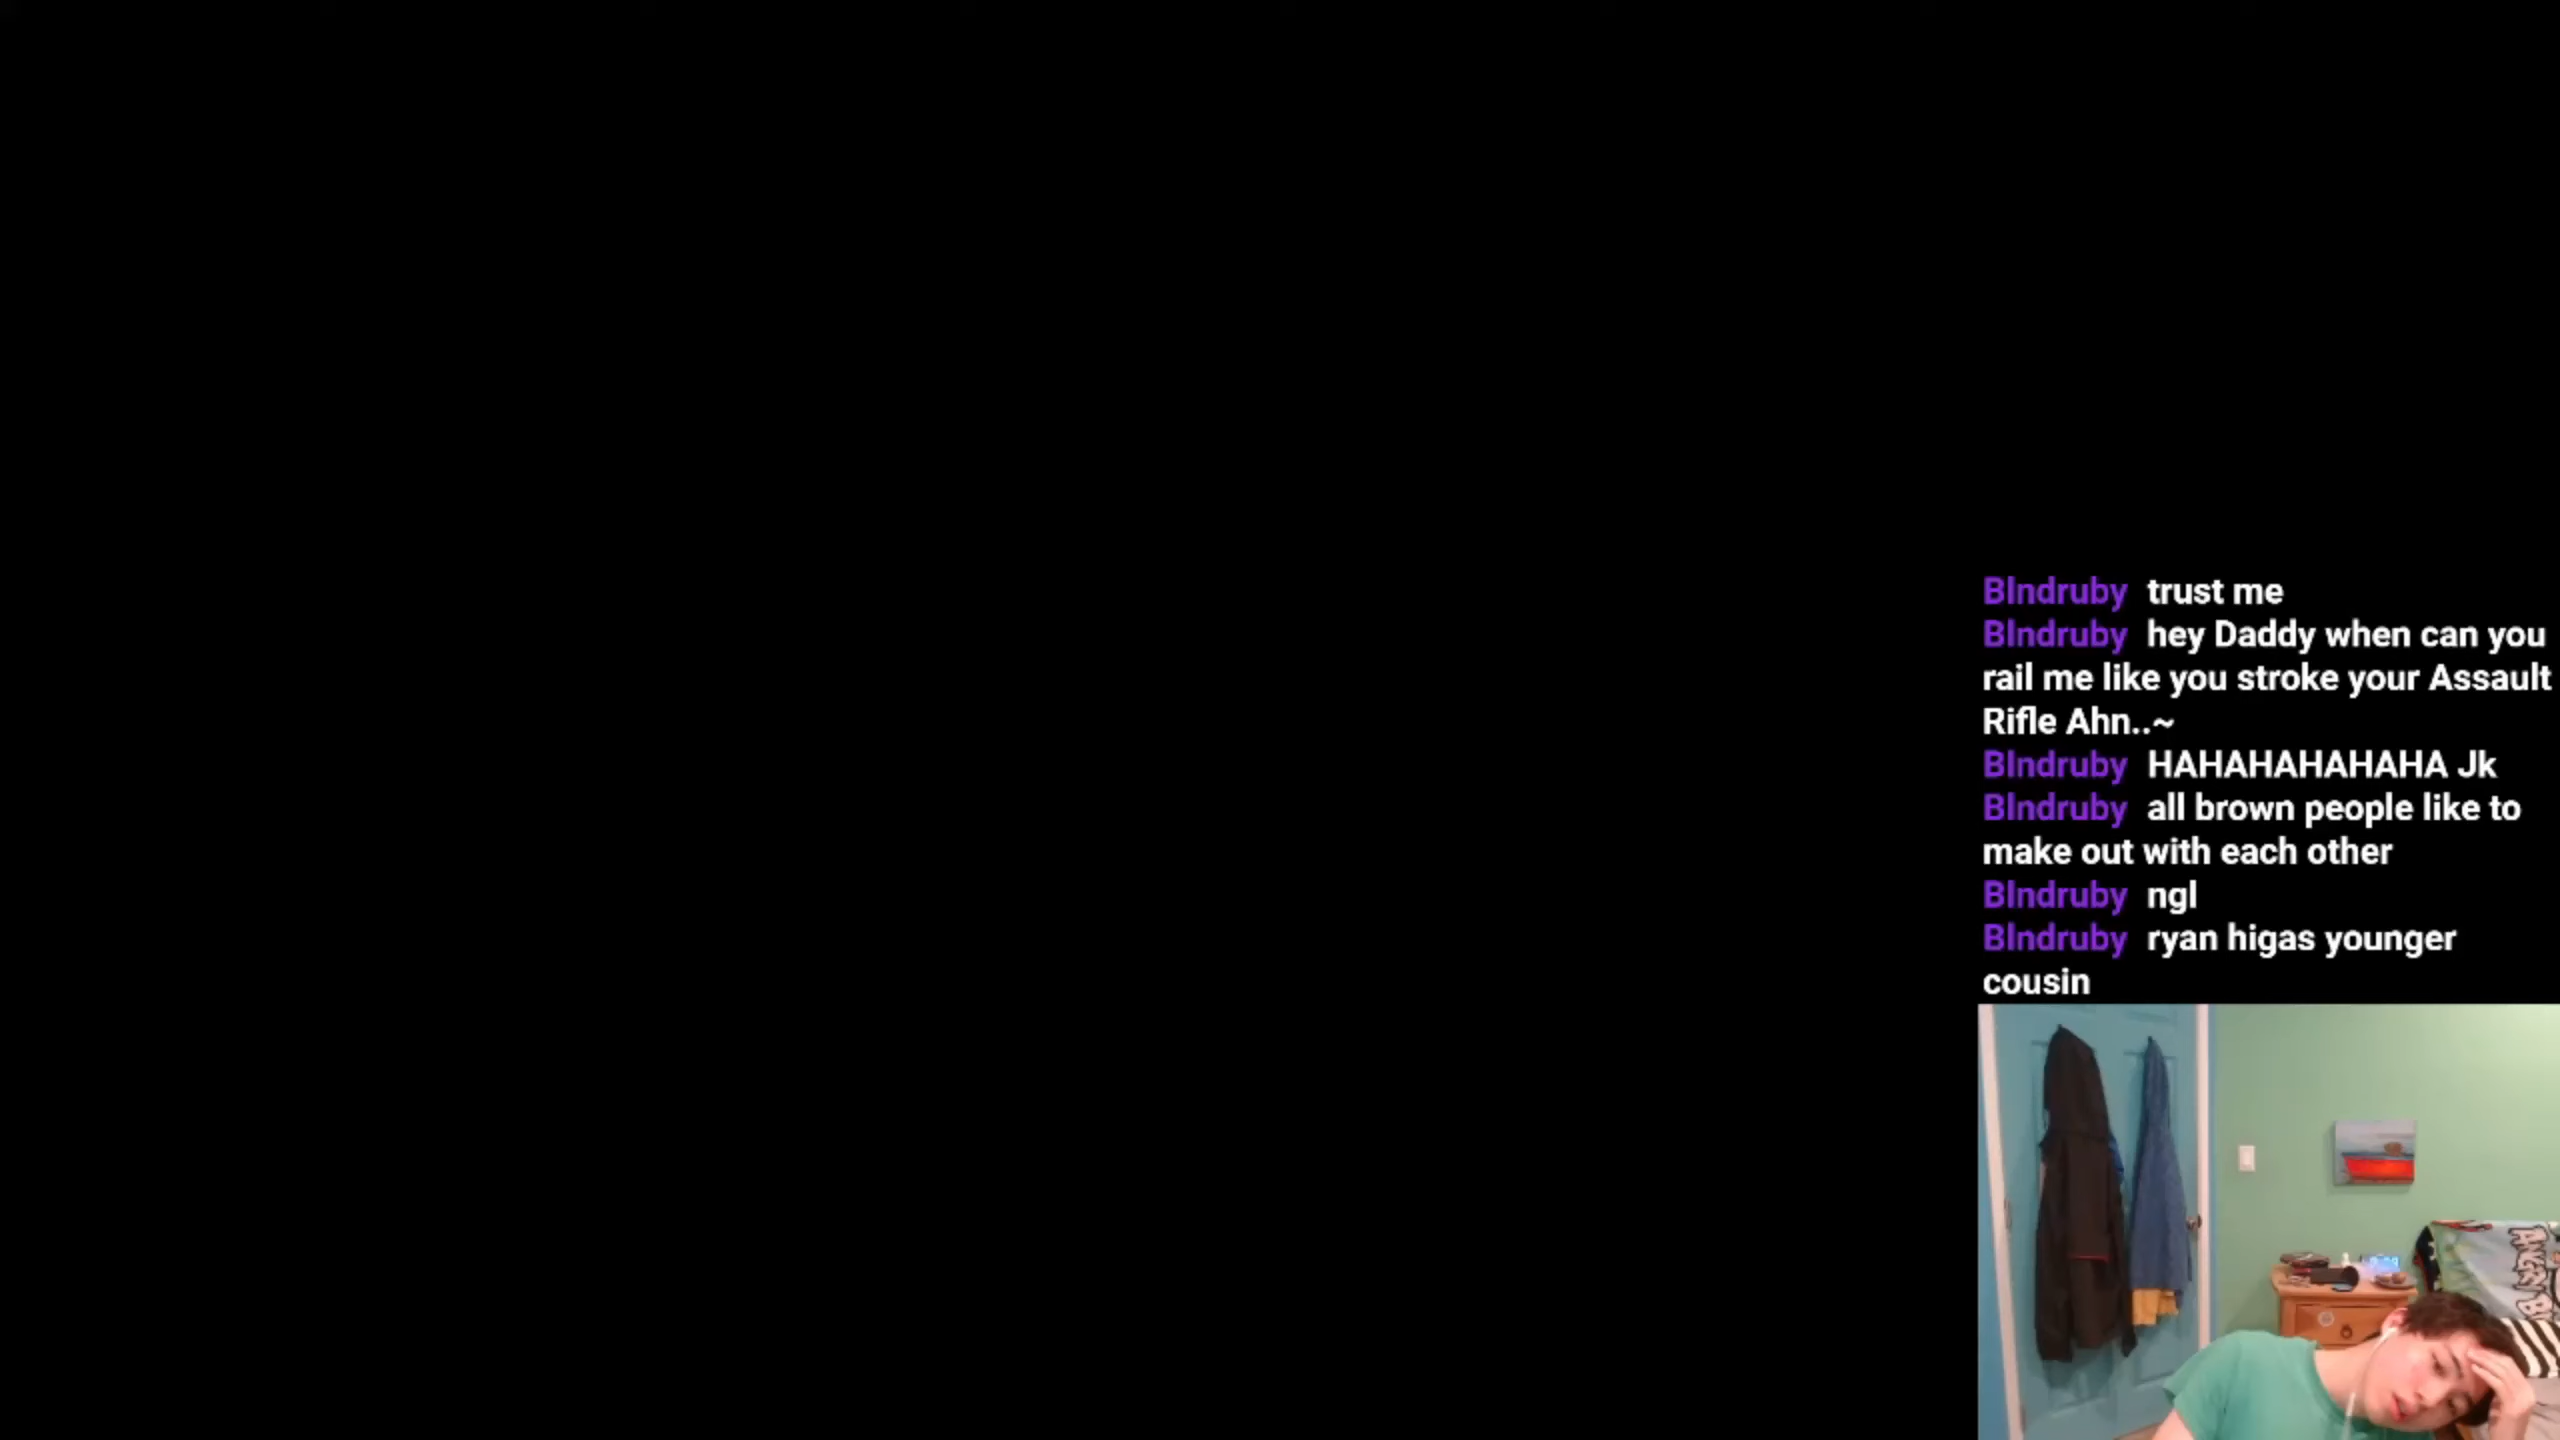 Blndruby trust me
Blndruby hey Daddy when can you
rail me like you stroke your Assault
Rifle Ahn..~
Blndruby HAHAHAHAHAHA Jk
Blndruby all brown people like to
make out with each other
Blndruby ngl
Blndruby ryan higas younger
cousin
ANGRY B